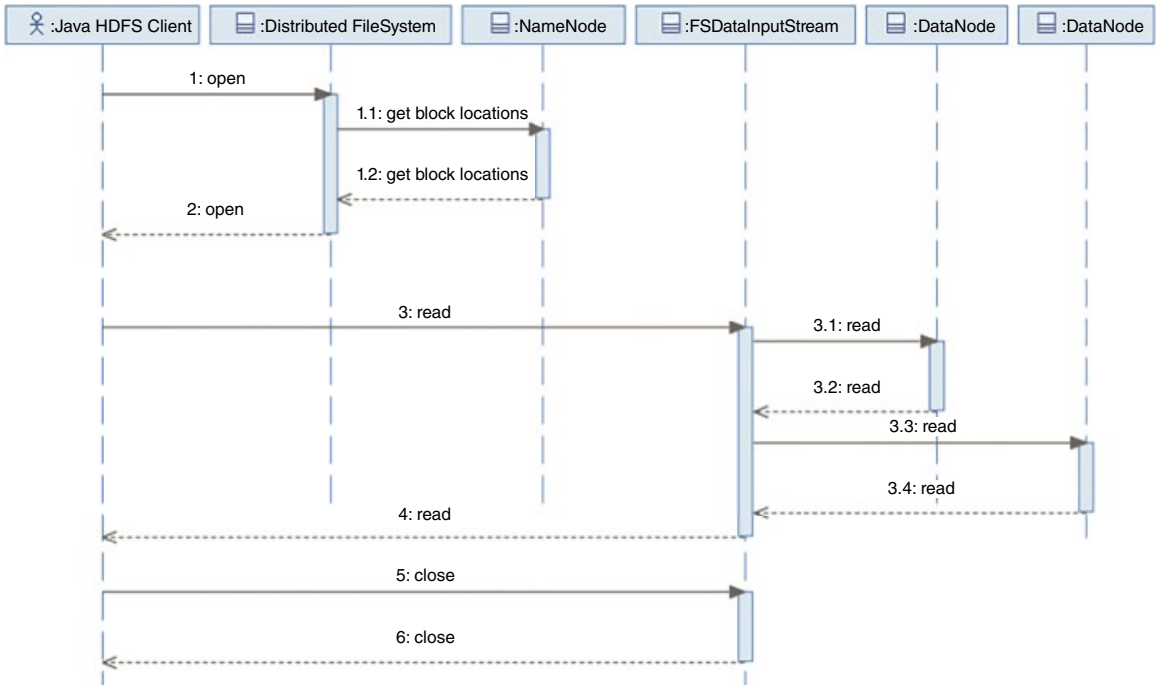 :Java HDFS Client
:Distributed FileSystem
:NameNode
:FSDataInputStream
:DataNode
:DataNode
1: open
1.1: get block locations
1.2: get block locations
2: open
3: read
3.1: read
3.2: read
3.3: read
3.4: read
4: read
5: close
6: close